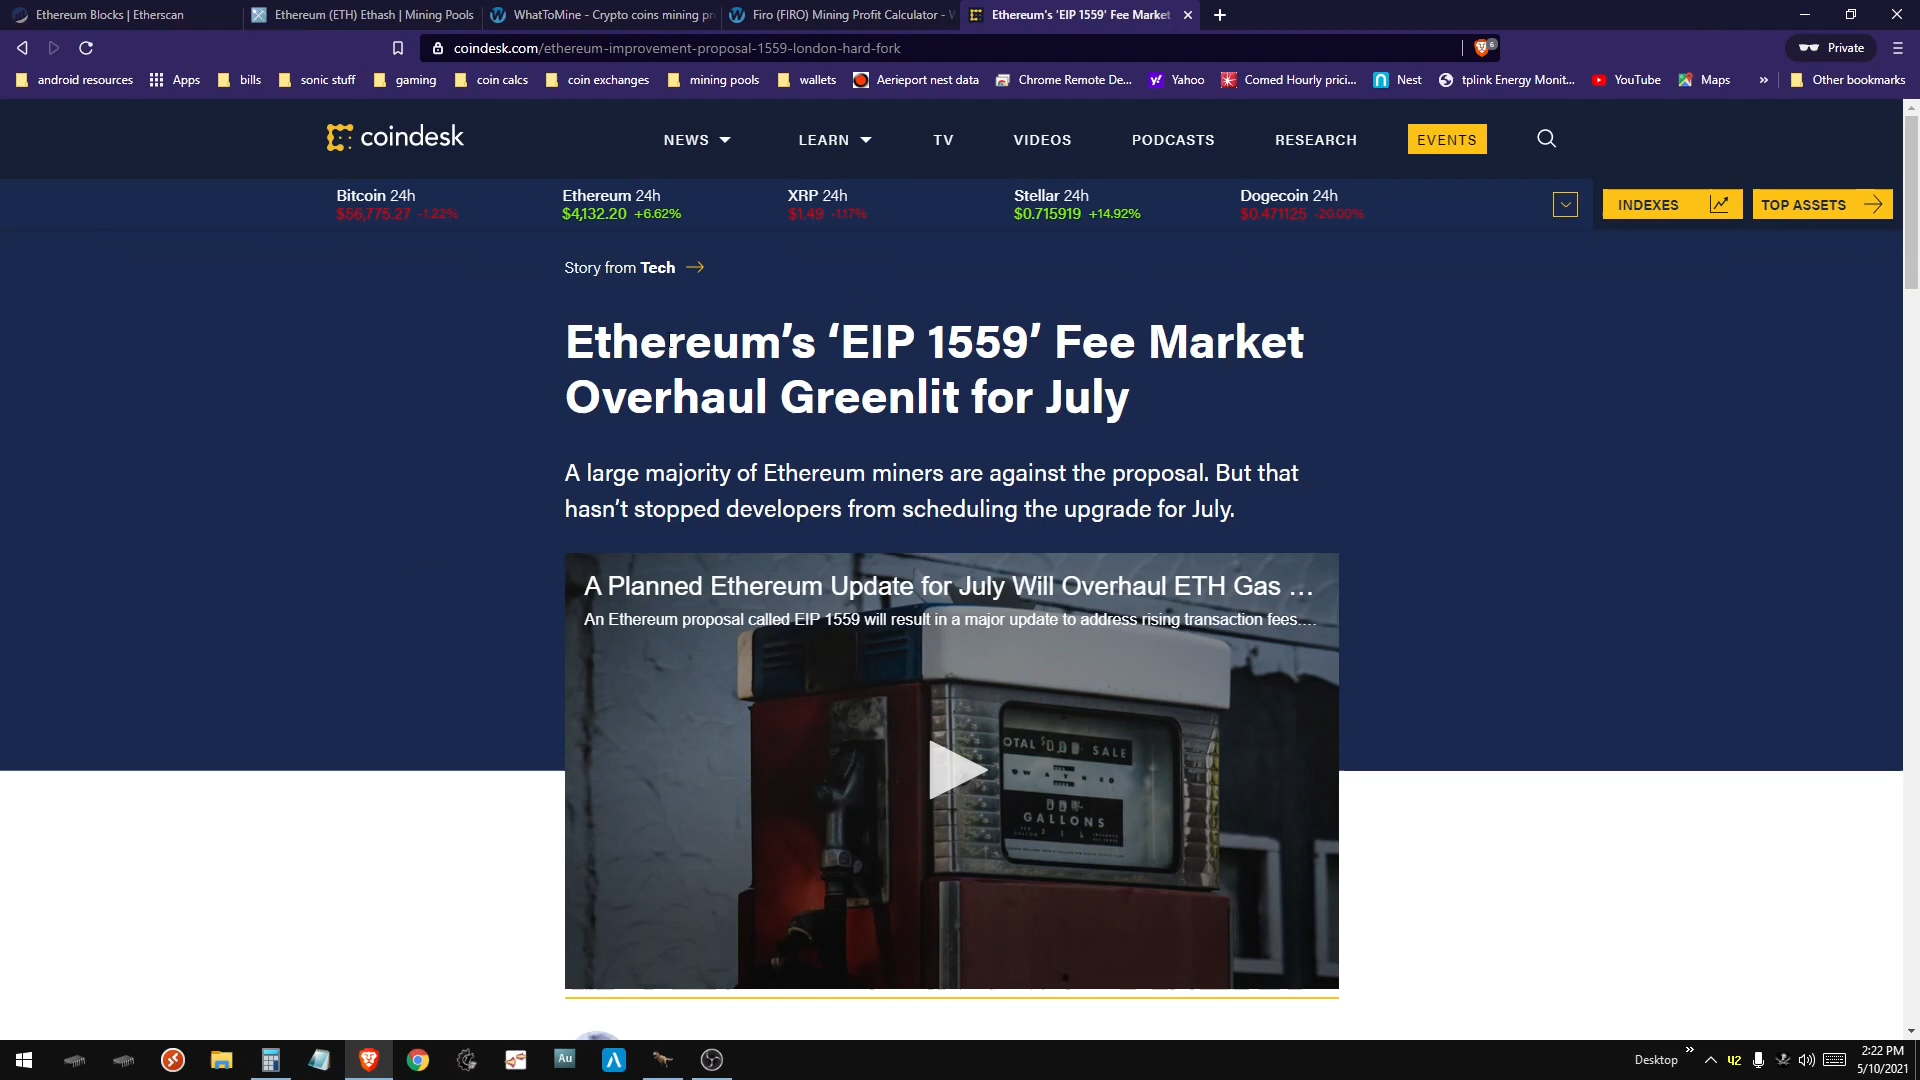 Ethereum Blocks | Etherscan
Ethereum (ETH) Ethash | Mining Pools
WhatToMine - Crypto coins mining pr
Firo (FIRO) Mining Profit Calculator - W
Ethereum's 'EIP 1559' Fee Market
coindesk.com/ethereum-improvement-proposal-1559-london-hard-fork
6
Private
android resources
Apps
bills
sonic stuff
gaming
coin calcs
coin exchanges
mining pools
wallets
Aerieport nest data
Chrome Remote De...
Yahoo
Comed Hourly prici...
Nest
tplink Energy Monit...
YouTube
Maps
»
Other bookmarks
coindesk
NEWS
LEARN
TV
VIDEOS
PODCASTS
RESEARCH
EVENTS
Bitcoin 24h
$56,775.27 -1.22%
Ethereum 24h
$4,132.20 +6.62%
XRP 24h
$1.49 -1.17%
Stellar 24h
$0.715919 +14.92%
Dogecoin 24h
$0.471125 -20.00%
INDEXES
TOP ASSETS
Story from Tech
Ethereum's 'EIP 1559' Fee Market
Overhaul Greenlit for July
A large majority of Ethereum miners are against the proposal. But that
hasn't stopped developers from scheduling the upgrade for July.
A Planned Ethereum Update for July Will Overhaul ETH Gas ...
An Ethereum proposal called EIP 1559 will result in a major update to address rising transaction fees....
SALE
GALLONS
Au
Desktop
»
42
2:22 PM
5/10/2021